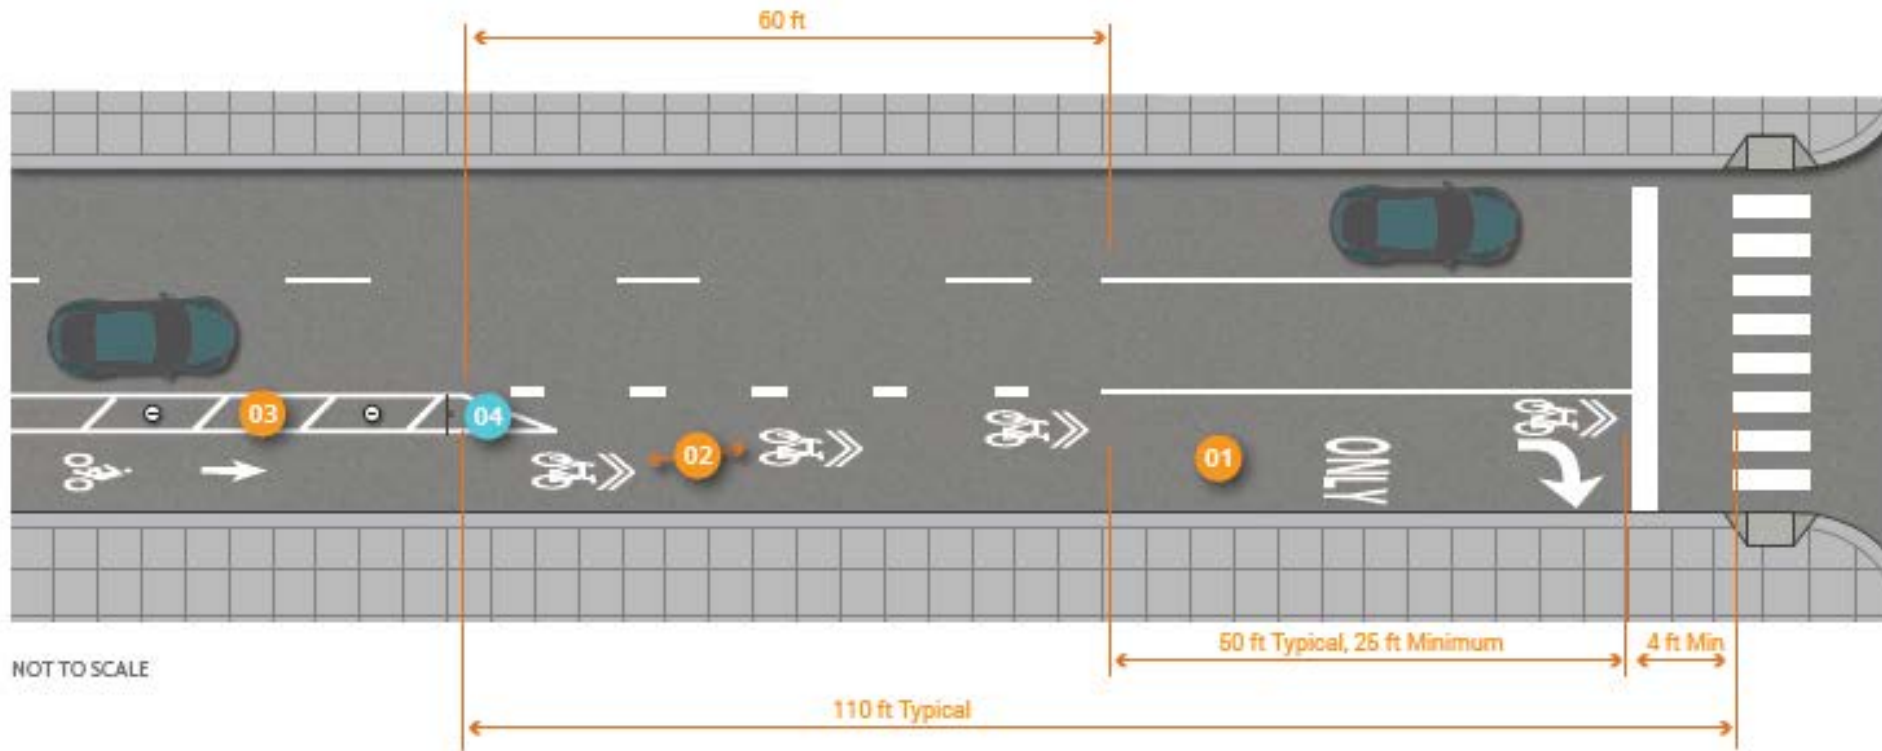 60 ft
03
04
02
01
ONLY
50 ft Typical, 25 ft Minimum
4 ft Min
NOT TO SCALE
110 ft Typical